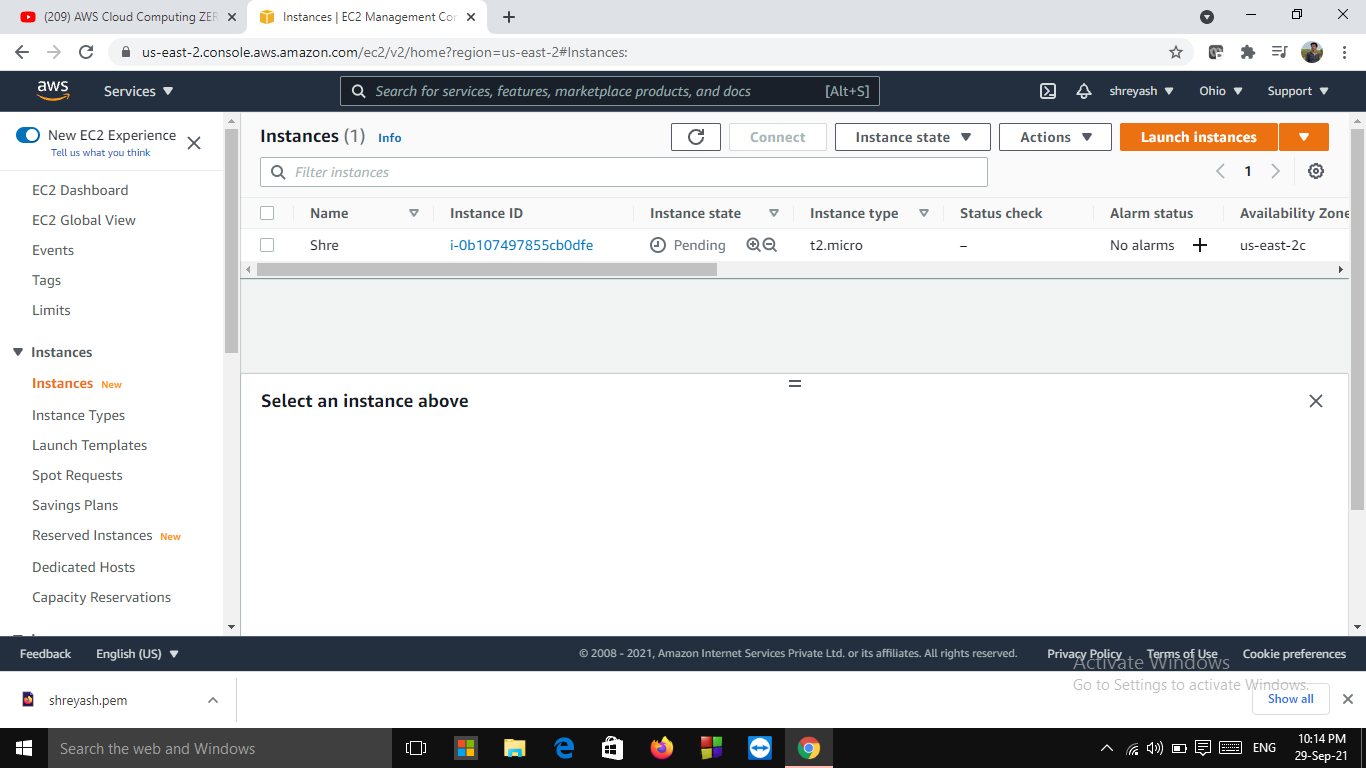 (209) AWS Cloud Computing ZER
Instances | EC2 Management Con
us-east-2.console.aws.amazon.com/ec2/v2/home?region=us-east-2#Instances:
aws Services Search for services, features, marketplace products, and docs [Alt+S] shreyash Ohio Support
New EC2 Experience
Tell us what you think
EC2 Dashboard
EC2 Global View
Events
Tags
Limits
Instances
Instances New
Instance Types
Launch Templates
Spot Requests
Savings Plans
Reserved Instances New
Dedicated Hosts
Capacity Reservations
Instances (1) Info Connect Instance state Actions Launch instances
Filter instances 1
Name Instance ID Instance state Instance type Status check Alarm status Availability Zone
Shre i-0b107497855cb0dfe Pending t2.micro – No alarms us-east-2c
Select an instance above
Feedback English (US) © 2008 - 2021, Amazon Internet Services Private Ltd. or its affiliates. All rights reserved. Privacy Policy Terms of Use Cookie preferences
Activate Windows
Go to Settings to activate Windows.
shreyash.pem Show all
Search the web and Windows ENG 10:14 PM
29-Sep-21